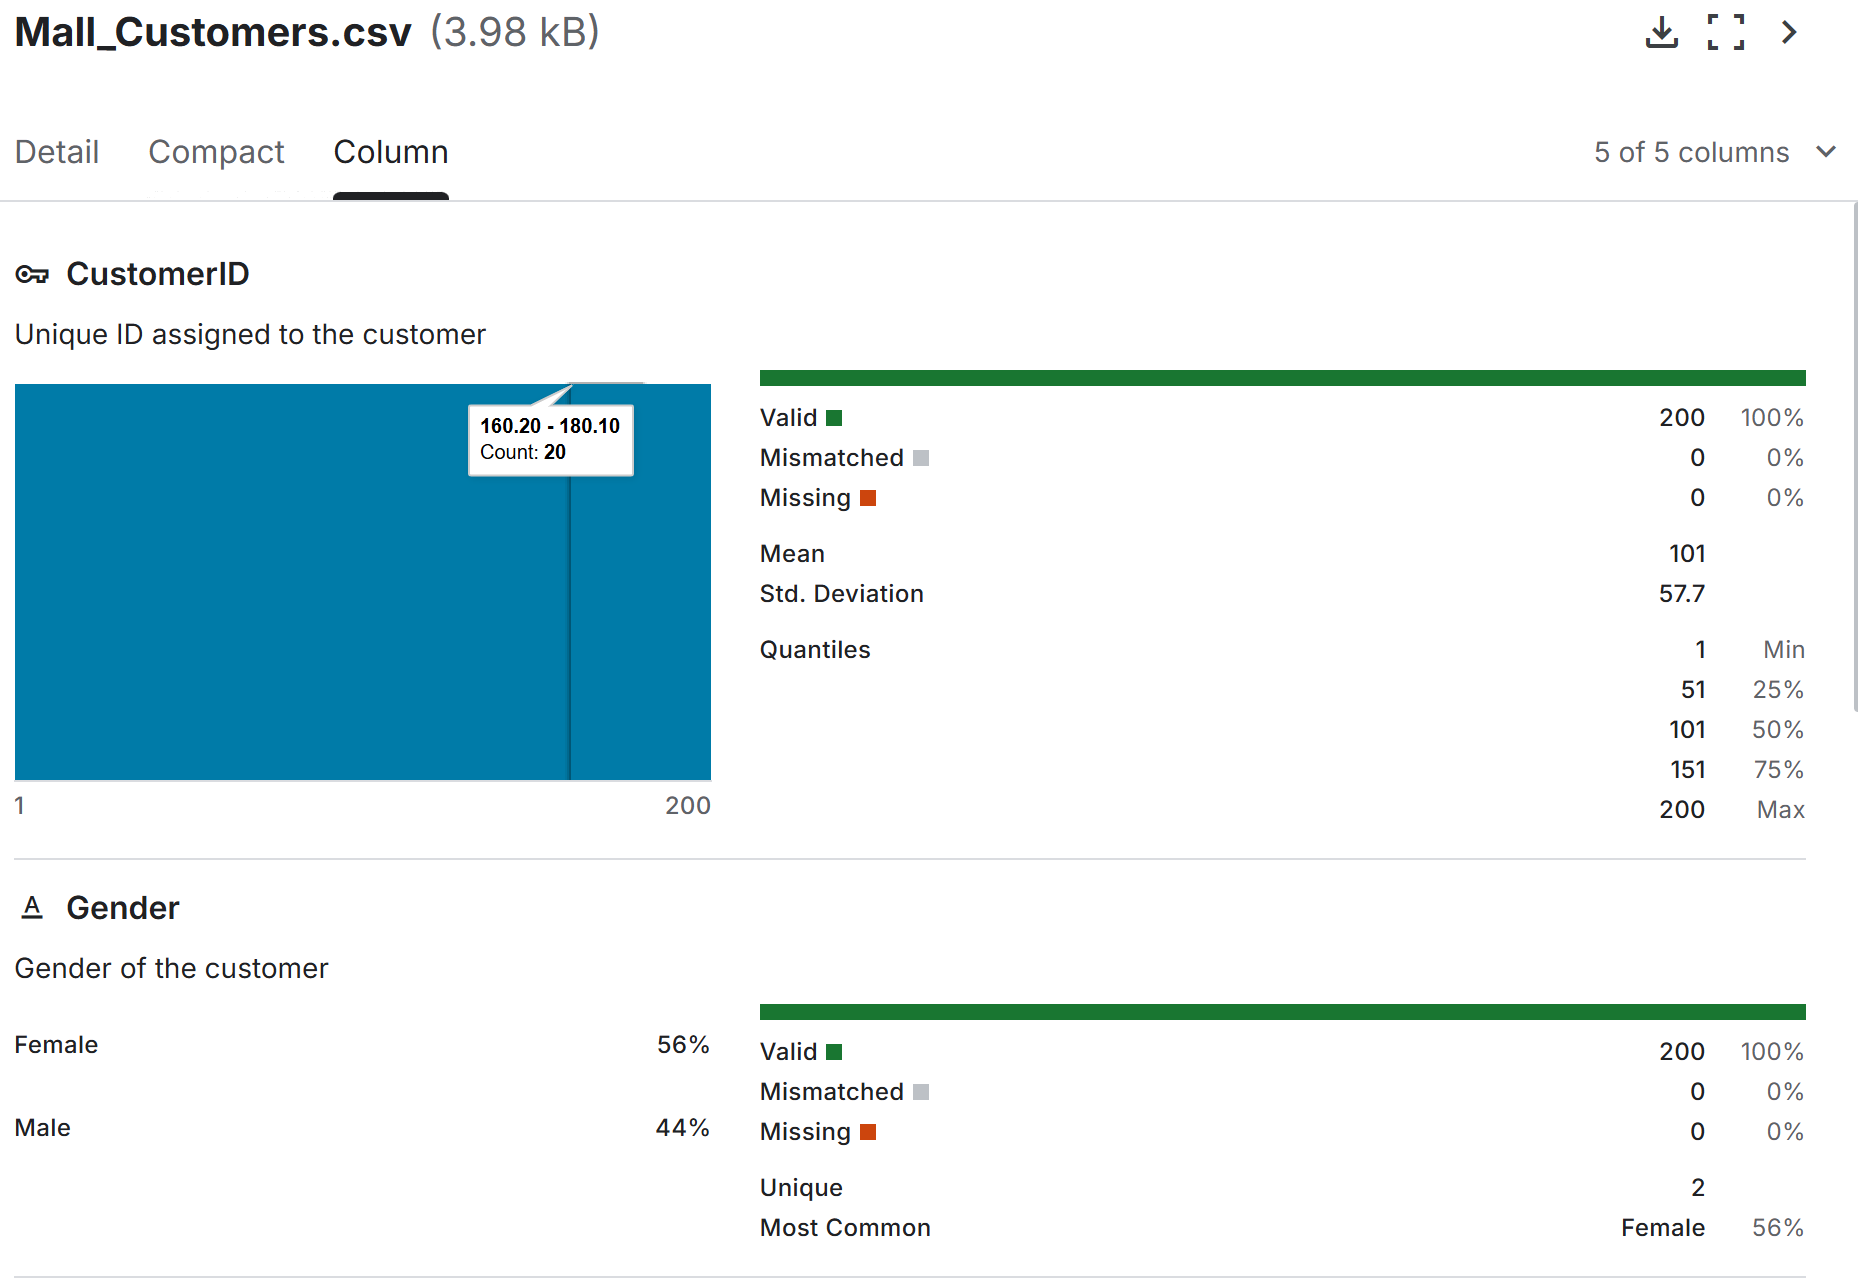 Mall_Customers.csv (3.98 kB)
Detail Compact Column 5 of 5 columns
CustomerID
Unique ID assigned to the customer
160.20 - 180.10
Count: 20
1 200
Valid 200 100%
Mismatched 0 0%
Missing 0 0%
Mean 101
Std. Deviation 57.7
Quantiles 1 Min
51 25%
101 50%
151 75%
200 Max
A Gender
Gender of the customer
Female 56%
Male 44%
Valid 200 100%
Mismatched 0 0%
Missing 0 0%
Unique 2
Most Common Female 56%